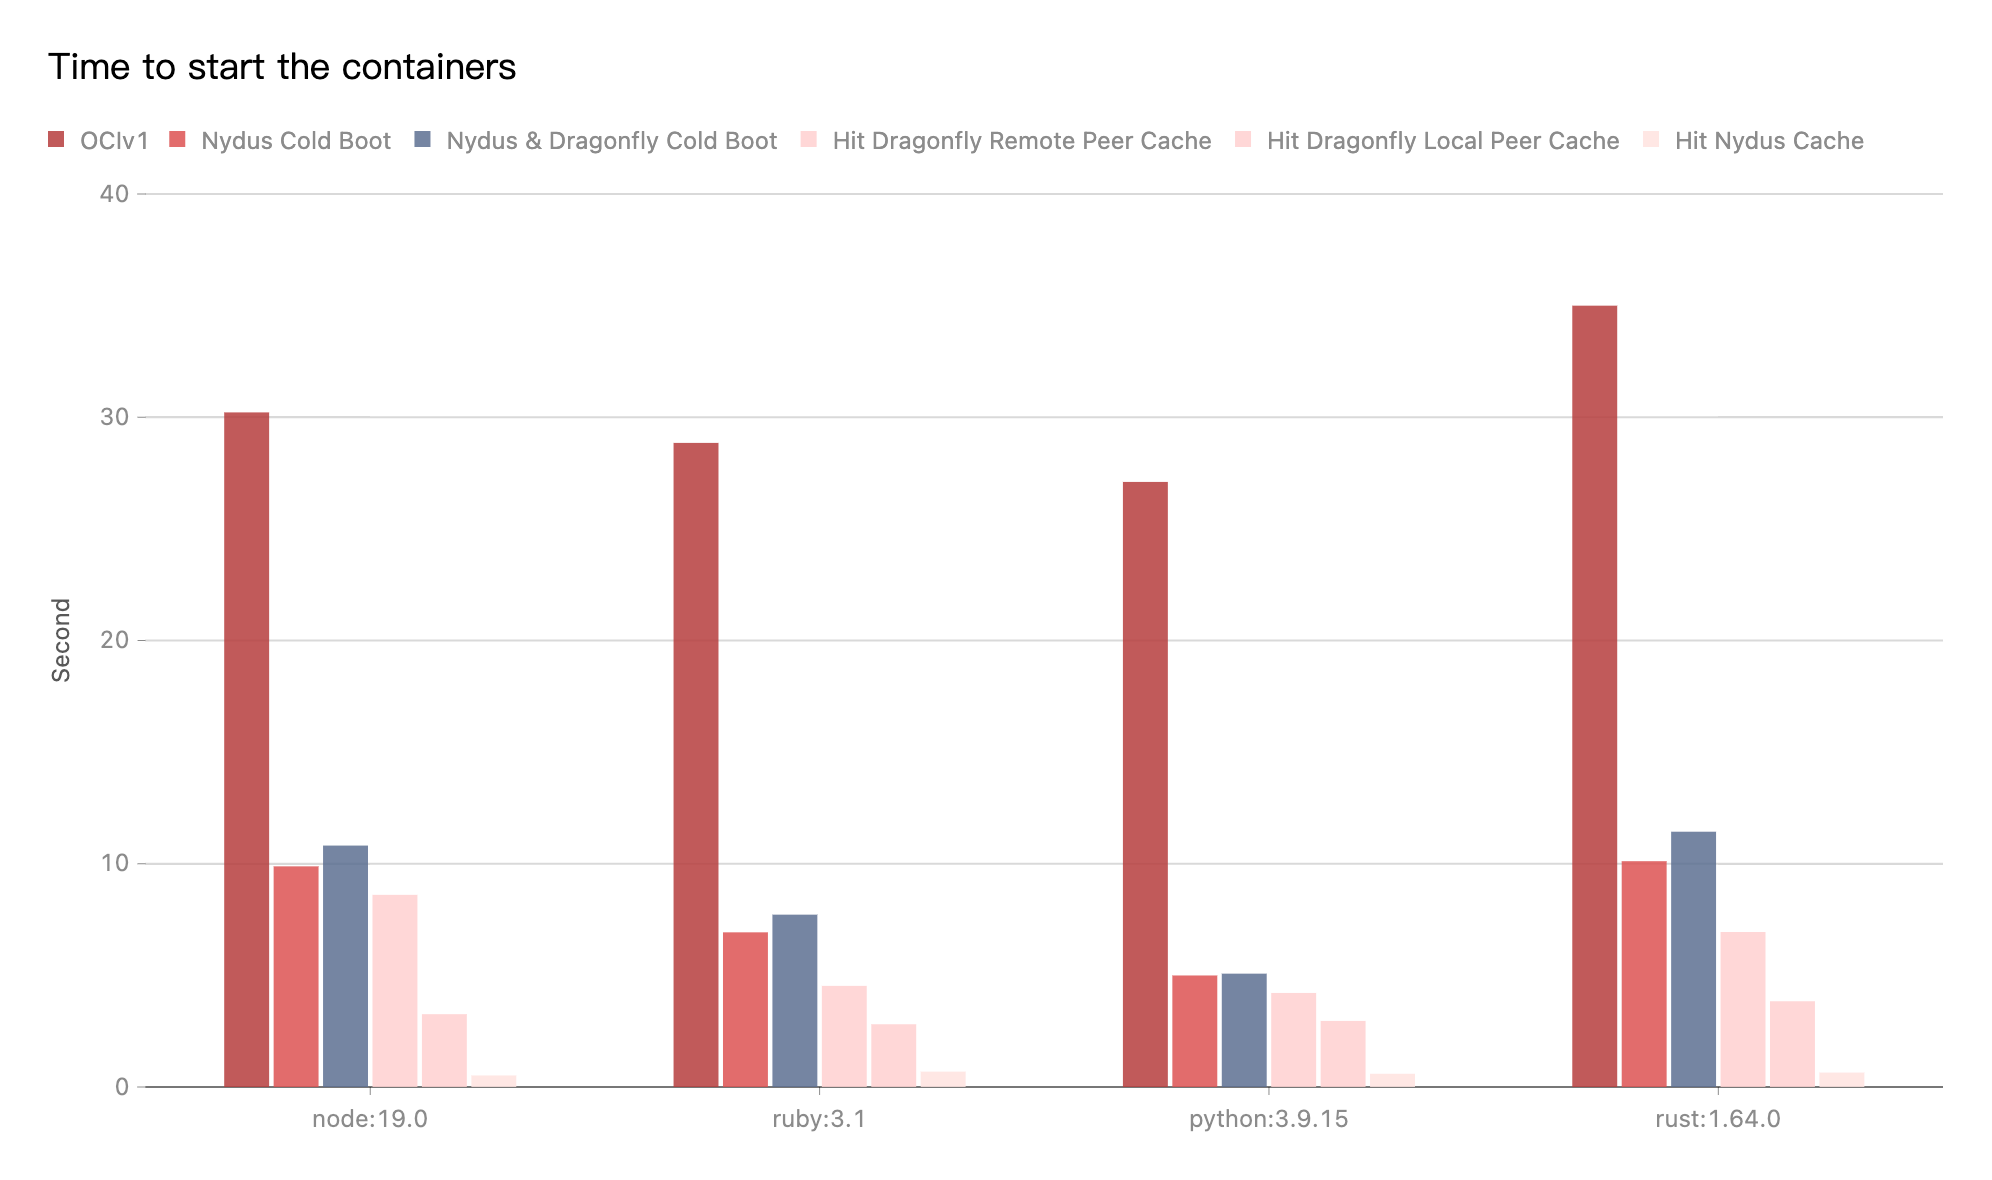 Time to start the containers
OCIv1 Nydus Cold Boot Nydus & Dragonfly Cold Boot Hit Dragonfly Remote Peer Cache Hit Dragonfly Local Peer Cache Hit Nydus Cache
40
30
20
10
0
Second
node:19.0 ruby:3.1 python:3.9.15 rust:1.64.0